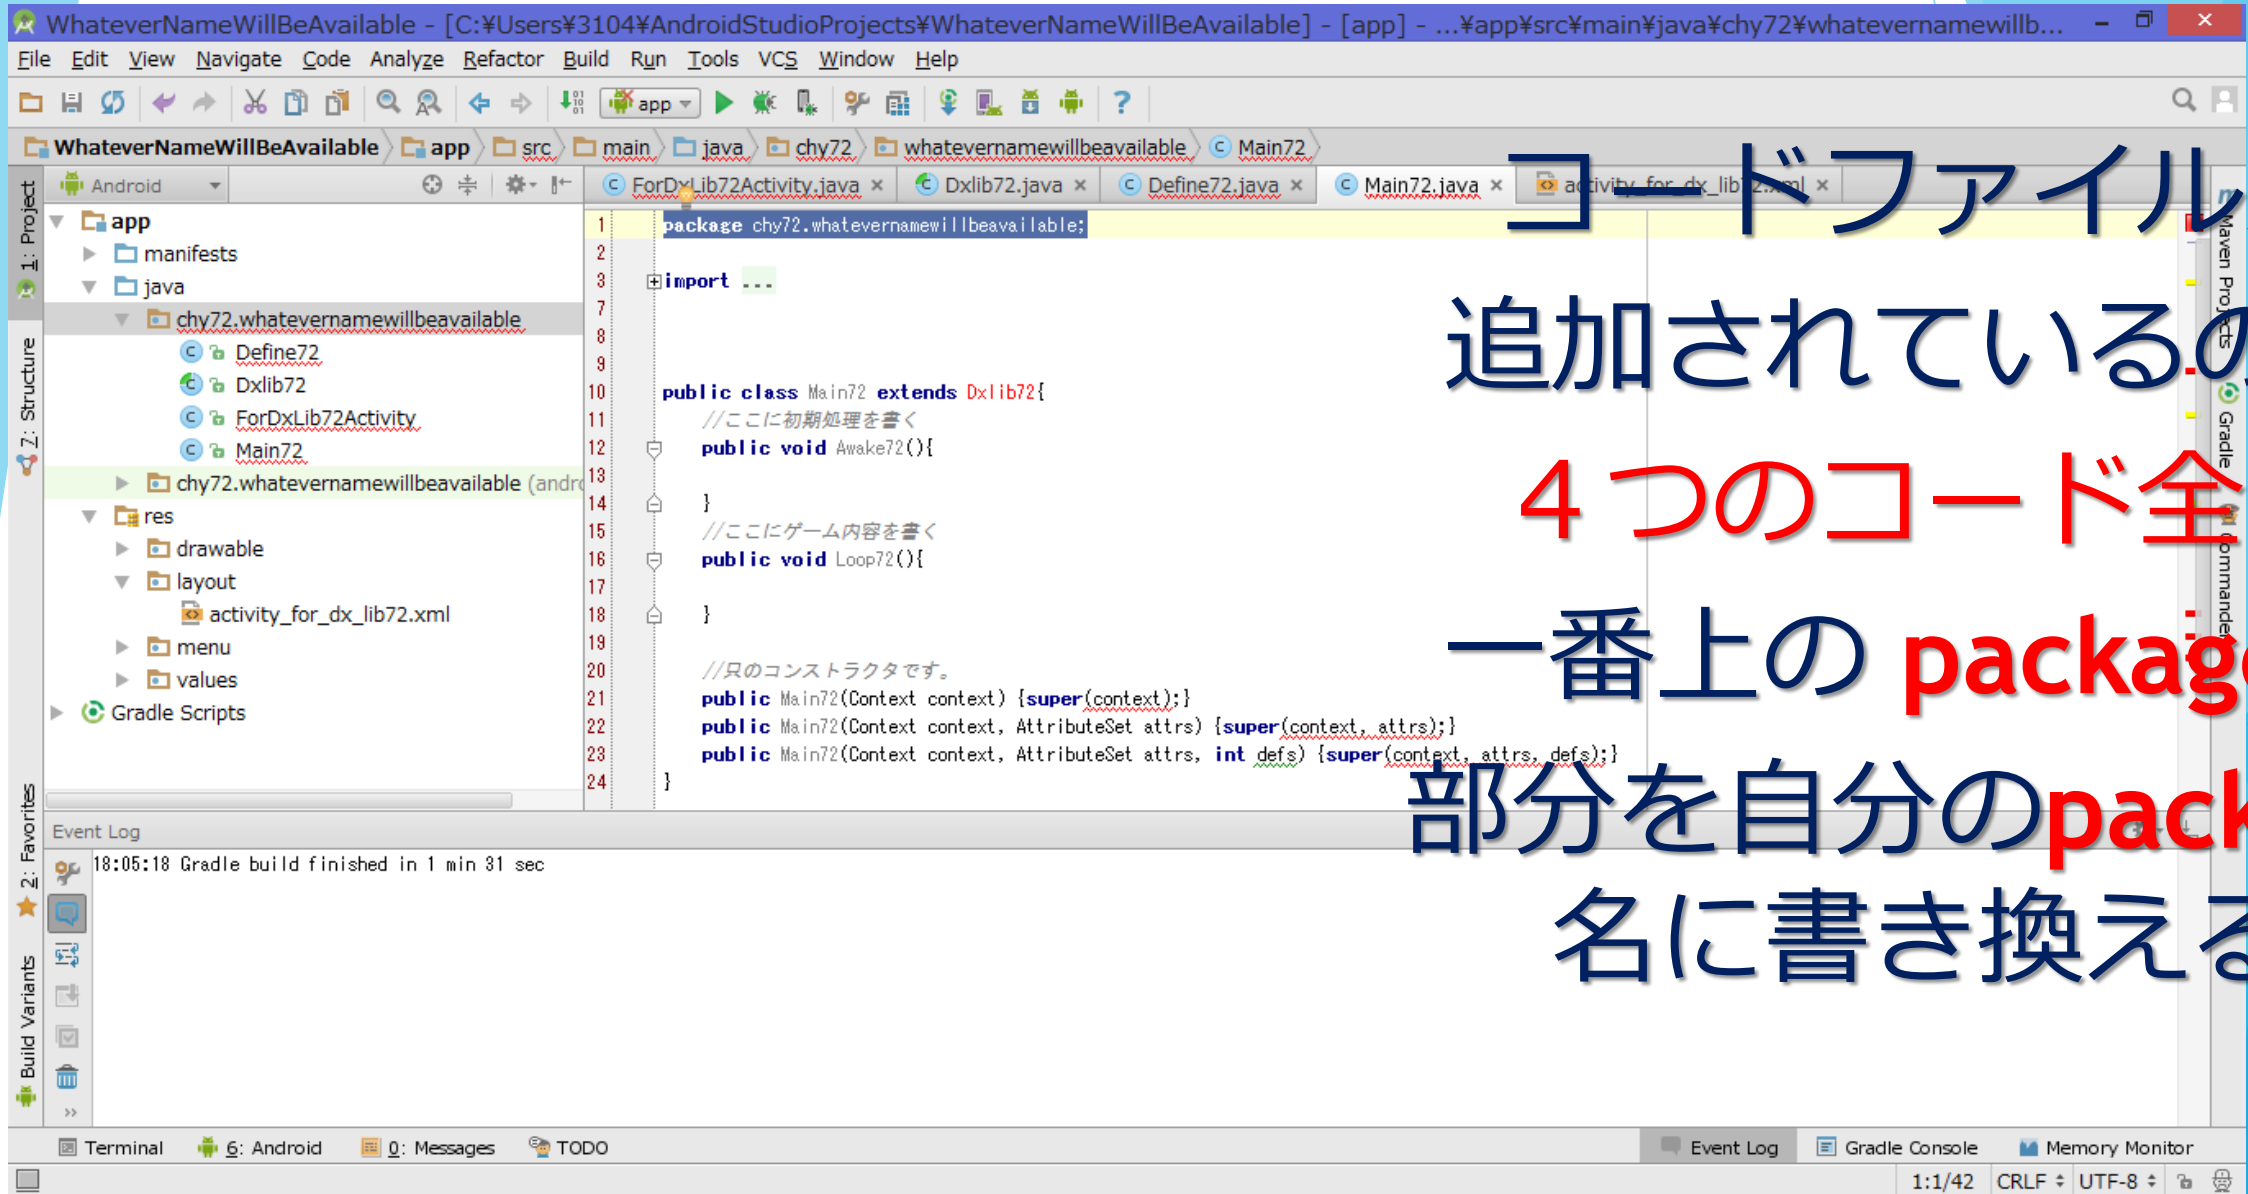 WhateverNameWillBeAvailable - [C:¥Users¥3104¥AndroidStudioProjects¥WhateverNameWillBeAvailable] - [app] - ...¥app¥src¥main¥java¥chy72¥whatevernamewillb...
File Edit View Navigate Code Analyze Refactor Build Run Tools VCS Window Help
app
WhateverNameWillBeAvailable app src main java chy72 whatevernamewillbeavailable Main72
Android
ForDxLib72Activity.java Dxlib72.java Define72.java Main72.java activity_for_dx_lib72.xml
1: Project
7: Structure
2: Favorites
Build Variants
app
manifests
java
chy72.whatevernamewillbeavailable
Define72
Dxlib72
ForDxLib72Activity
Main72
chy72.whatevernamewillbeavailable (andro
res
drawable
layout
activity_for_dx_lib72.xml
menu
values
Gradle Scripts
1 package chy72.whatevernamewillbeavailable;
2
3 import ...
7
8
9
10 public class Main72 extends Dxlib72{
11 //ここに初期処理を書く
12 public void Awake72(){
13
14 }
15 //ここにゲーム内容を書く
16 public void Loop72(){
17
18 }
19
20 //只のコンストラクタです。
21 public Main72(Context context) {super(context);}
22 public Main72(Context context, AttributeSet attrs) {super(context, attrs);}
23 public Main72(Context context, AttributeSet attrs, int defs) {super(context, attrs, defs);}
24 }
コードファイル
追加されているの
４つのコード全
一番上の package
部分を自分のpack
名に書き換える
Maven Projects
Gradle
Commander
Event Log
18:05:18 Gradle build finished in 1 min 31 sec
Terminal 6: Android 0: Messages TODO Event Log Gradle Console Memory Monitor
1:1/42 CRLF UTF-8